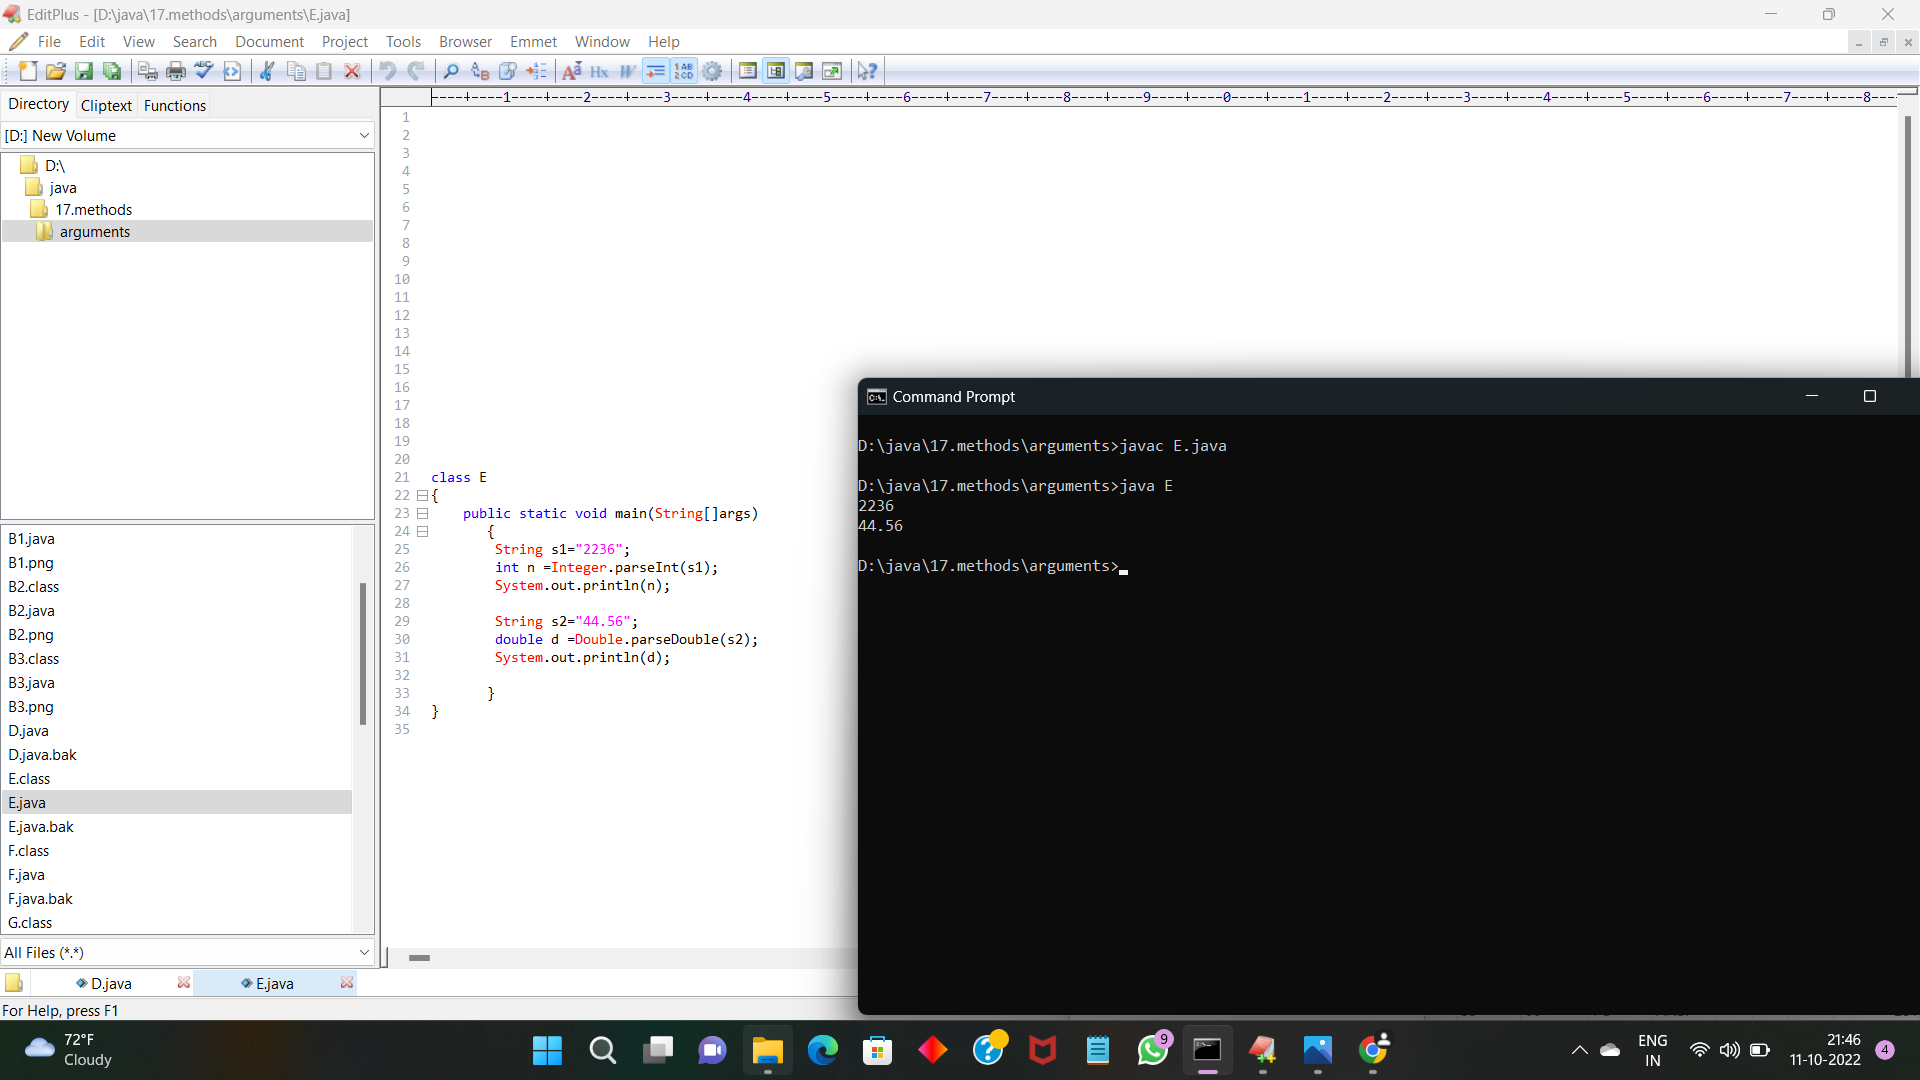 EditPlus - [D:\java\17.methods\arguments\E.java]
File Edit View Search Document Project Tools Browser Emmet Window Help
Directory Cliptext Functions
----+----1----+----2----+----3----+----4----+----5----+----6----+----7----+----8----+----9----+----0----+----1----+----2----+----3----+----4----+----5----+----6----+----7----+----8---
[D:] New Volume
D:\
java
17.methods
arguments
B1.java
B1.png
B2.class
B2.java
B2.png
B3.class
B3.java
B3.png
D.java
D.java.bak
E.class
E.java
E.java.bak
F.class
F.java
F.java.bak
G.class
All Files (*.*)
1
2
3
4
5
6
7
8
9
10
11
12
13
14
15
16
17
18
19
20
21 class E
22 {
23 public static void main(String[]args)
24 {
25 String s1="2236";
26 int n =Integer.parseInt(s1);
27 System.out.println(n);
28
29 String s2="44.56";
30 double d =Double.parseDouble(s2);
31 System.out.println(d);
32
33 }
34 }
35
Command Prompt
D:\java\17.methods\arguments>javac E.java
D:\java\17.methods\arguments>java E
2236
44.56
D:\java\17.methods\arguments>
D.java E.java
For Help, press F1
72°F
Cloudy
9
ENG
IN
21:46
11-10-2022
4